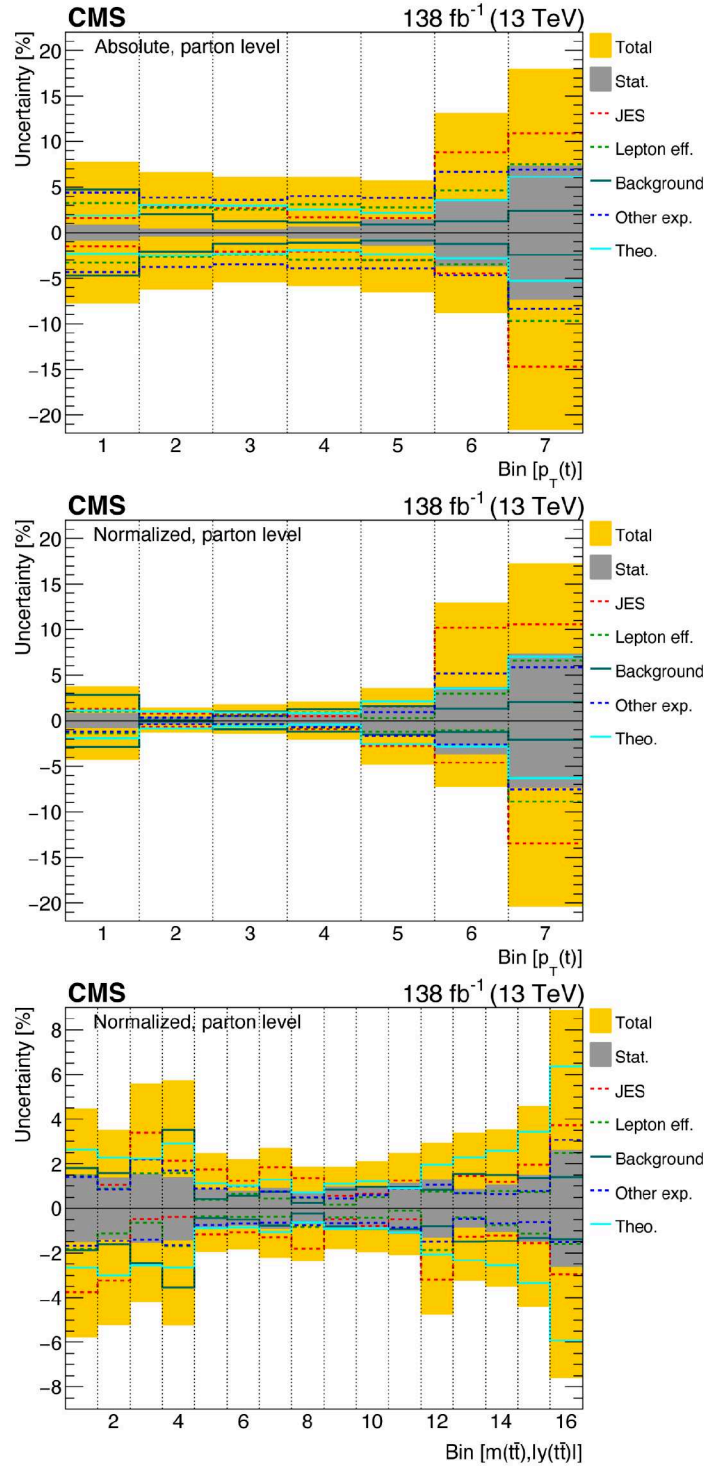 CMS 138 fb⁻¹ (13 TeV)
Uncertainty [%]
Absolute, parton level
20
15
10
5
0
−5
−10
−15
−20
1 2 3 4 5 6 7
Bin [p_T(t)]
Total
Stat.
JES
Lepton eff.
Background
Other exp.
Theo.
CMS 138 fb⁻¹ (13 TeV)
Uncertainty [%]
Normalized, parton level
20
15
10
5
0
−5
−10
−15
−20
1 2 3 4 5 6 7
Bin [p_T(t)]
Total
Stat.
JES
Lepton eff.
Background
Other exp.
Theo.
CMS 138 fb⁻¹ (13 TeV)
Uncertainty [%]
Normalized, parton level
8
6
4
2
0
−2
−4
−6
−8
2 4 6 8 10 12 14 16
Bin [m(tt̄),|y(tt̄)|]
Total
Stat.
JES
Lepton eff.
Background
Other exp.
Theo.